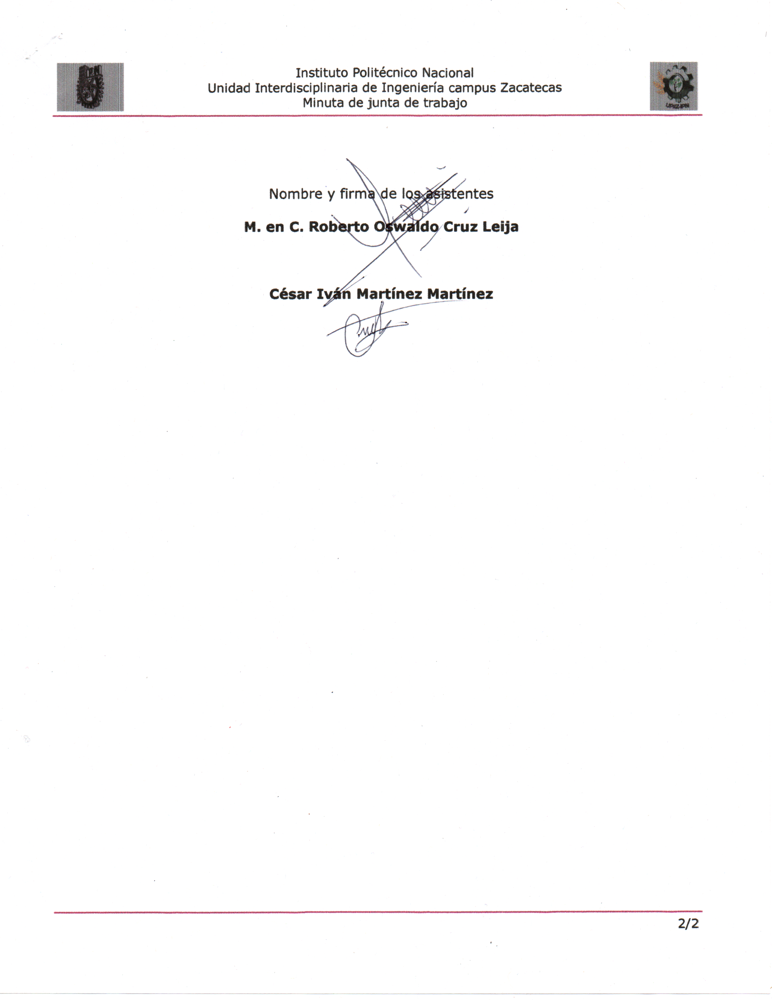 IPN
Instituto Politécnico Nacional
Unidad Interdisciplinaria de Ingeniería campus Zacatecas
Minuta de junta de trabajo
UPIIZ-IPN
Nombre y firma de los asistentes
M. en C. Roberto Oswaldo Cruz Leija
César Iván Martínez Martínez
2/2